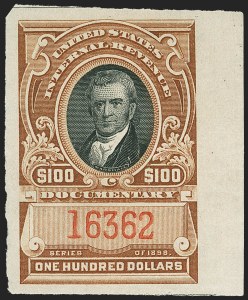 UNITED STATES
INTERNAL REVENUE
$100 C $100
DOCUMENTARY
16362
SERIES OF 1898.
ONE HUNDRED DOLLARS